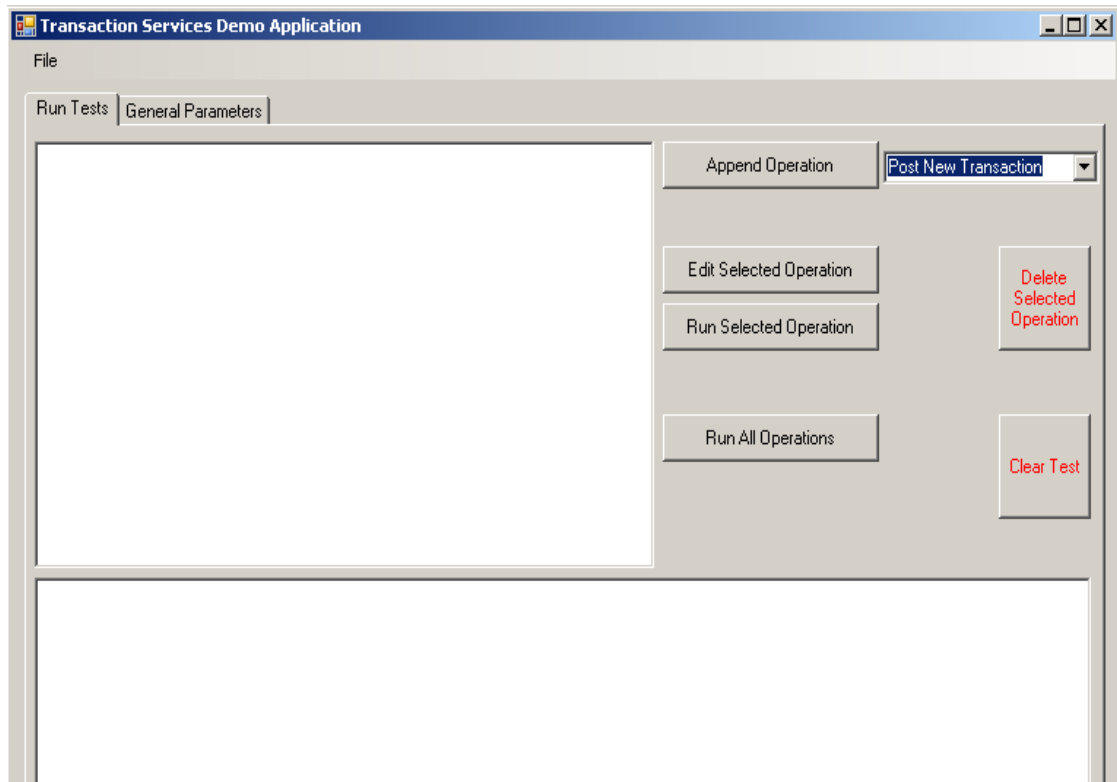 Transaction Services Demo Application
File
Run Tests
General Parameters
Append Operation
Post New Transaction
Edit Selected Operation
Run Selected Operation
Delete
Selected
Operation
Run All Operations
Clear Test